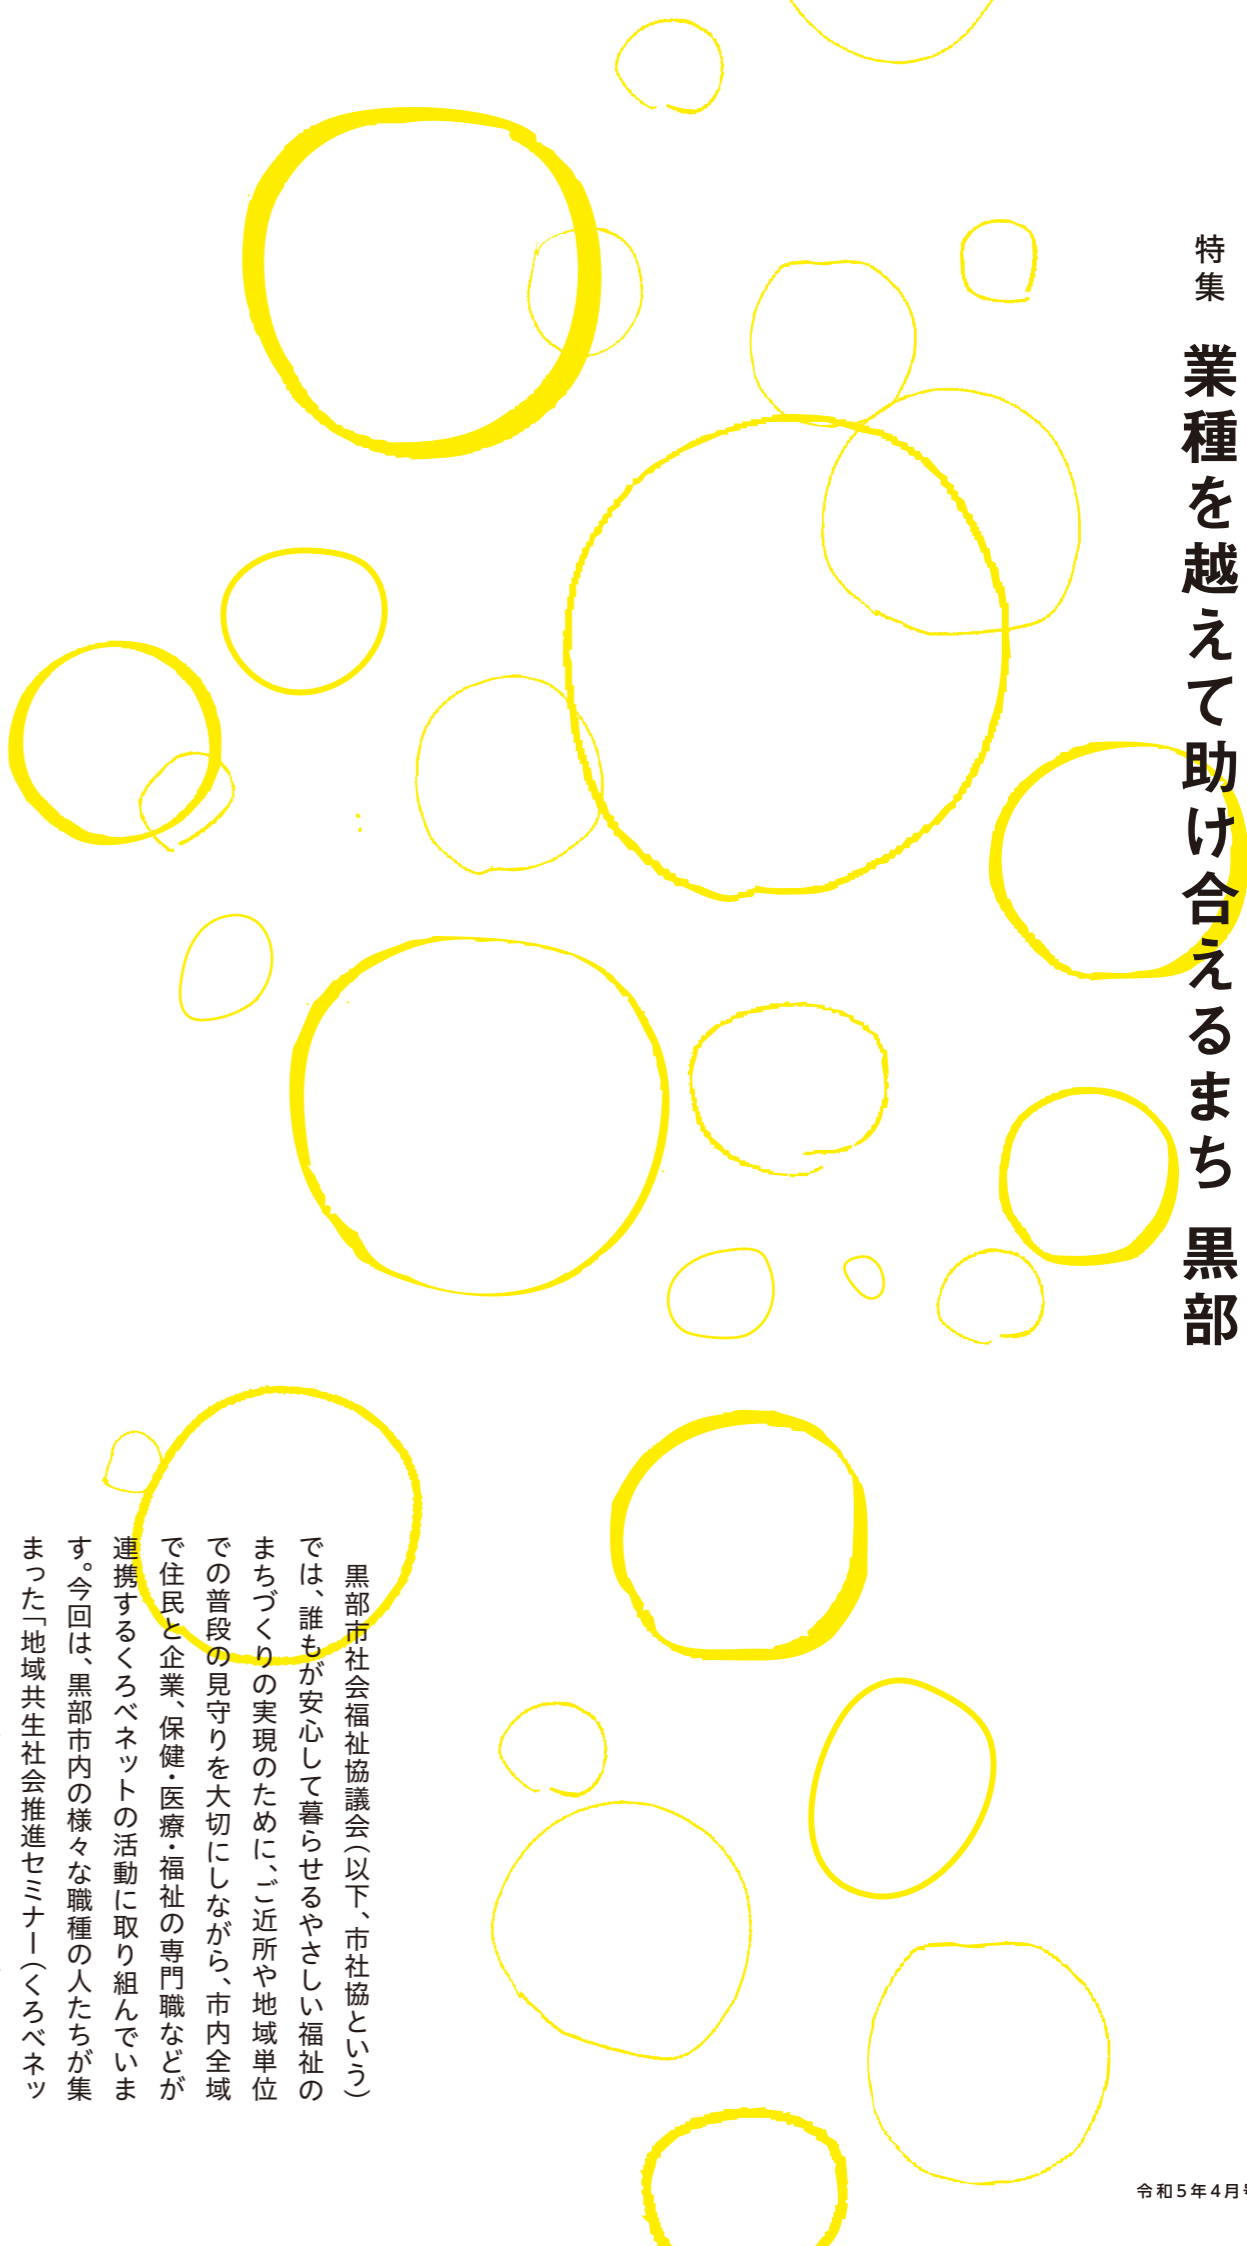 特集
業種を越えて助け合えるまち 黒部
黒部市社会福祉協議会（以下、市社協という）
では、誰もが安心して暮らせるやさしい福祉の
まちづくりの実現のために、ご近所や地域単位
での普段の見守りを大切にしながら、市内全域
で住民と企業、保健・医療・福祉の専門職などが
連携するくろべネットの活動に取り組んでいま
す。今回は、黒部市内の様々な職種の人たちが集
まった「地域共生社会推進セミナー（くろべネッ
令和5年4月号